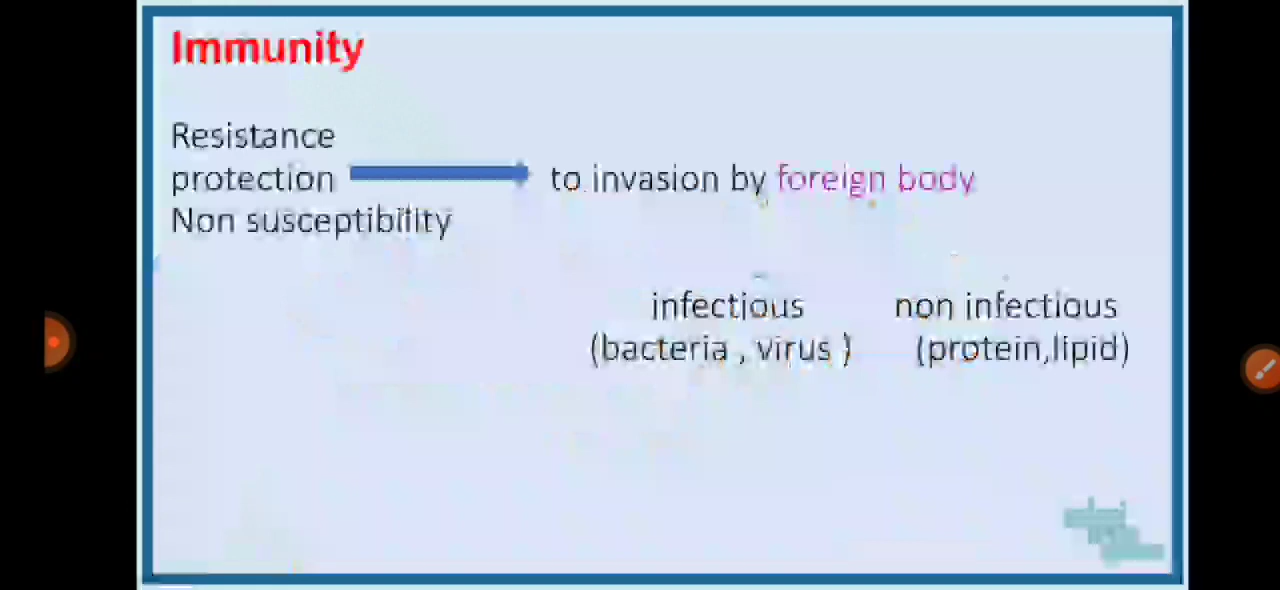 Immunity
Resistance
protection to invasion by foreign body
Non susceptibility
infectious non infectious
(bacteria , virus ) (protein,lipid)